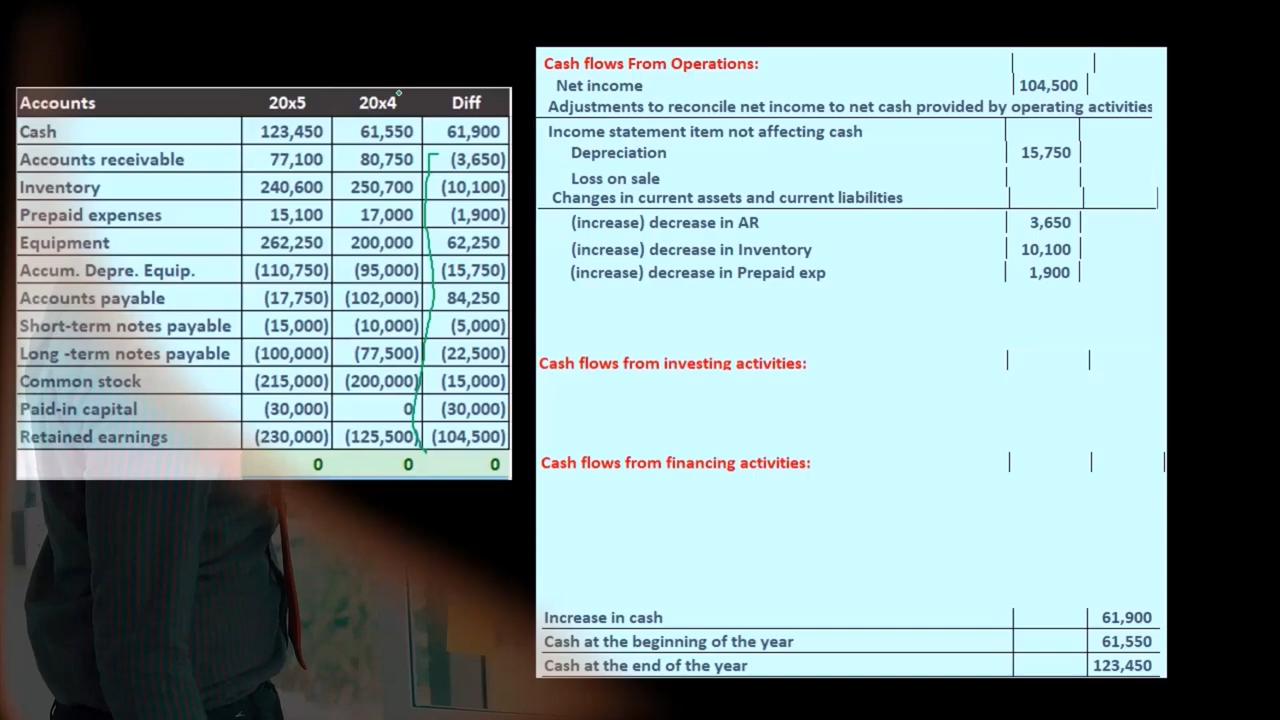 Accounts 20x5 20x4 Diff
Cash 123,450 61,550 61,900
Accounts receivable 77,100 80,750 (3,650)
Inventory 240,600 250,700 (10,100)
Prepaid expenses 15,100 17,000 (1,900)
Equipment 262,250 200,000 62,250
Accum. Depre. Equip. (110,750) (95,000) (15,750)
Accounts payable (17,750) (102,000) 84,250
Short-term notes payable (15,000) (10,000) (5,000)
Long -term notes payable (100,000) (77,500) (22,500)
Common stock (215,000) (200,000) (15,000)
Paid-in capital (30,000) 0 (30,000)
Retained earnings (230,000) (125,500) (104,500)
0 0 0
Cash flows From Operations:
Net income 104,500
Adjustments to reconcile net income to net cash provided by operating activities
Income statement item not affecting cash
Depreciation 15,750
Loss on sale
Changes in current assets and current liabilities
(increase) decrease in AR 3,650
(increase) decrease in Inventory 10,100
(increase) decrease in Prepaid exp 1,900
Cash flows from investing activities:
Cash flows from financing activities:
Increase in cash 61,900
Cash at the beginning of the year 61,550
Cash at the end of the year 123,450